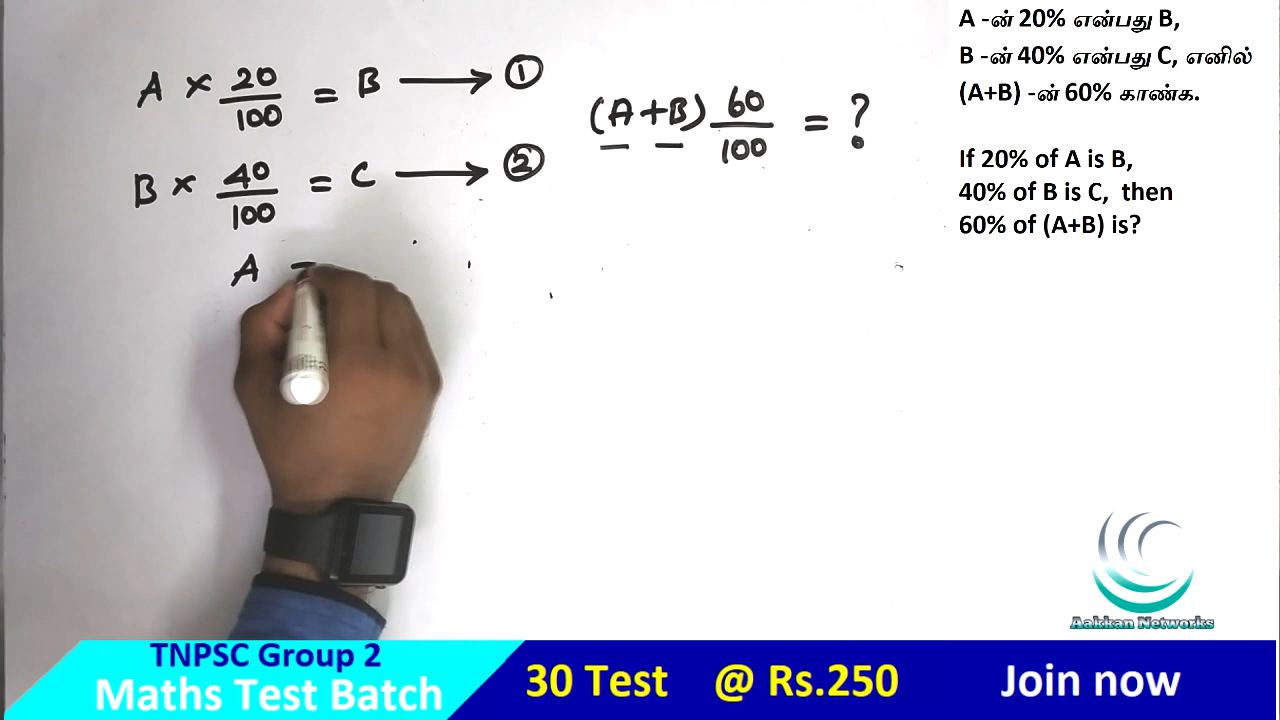 A × 20/100 = B ⟶ ①
B × 40/100 = C ⟶ ②
A =
(A+B) 60/100 = ?
A -ன் 20% என்பது B,
B -ன் 40% என்பது C, எனில்
(A+B) -ன் 60% காண்க.
If 20% of A is B,
40% of B is C, then
60% of (A+B) is?
Aakkan Networks
TNPSC Group 2
Maths Test Batch
30 Test @ Rs.250
Join now